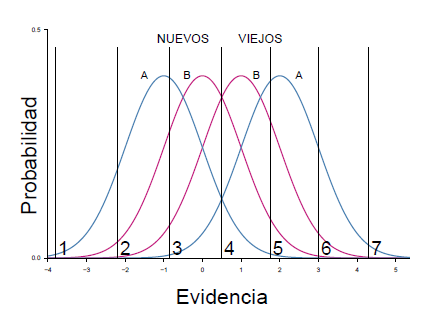 NUEVOS VIEJOS
0.5
A B B A
Probabilidad
1 2 3 4 5 6 7
0.0
-4 -3 -2 -1 0 1 2 3 4 5
Evidencia